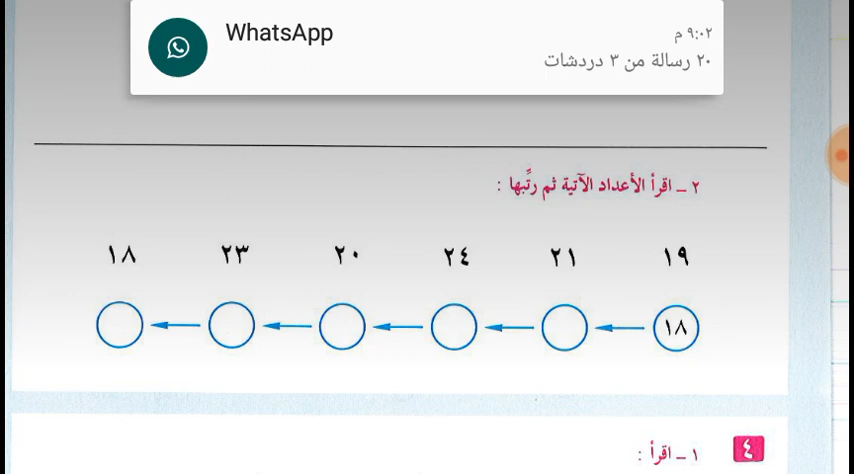 WhatsApp
٩:٠٢ م
٢٠ رسالة من ٣ دردشات
٢ – اقرأ الأعداد الآتية ثم رتِّبها :
١٩ ٢١ ٢٤ ٢٠ ٢٣ ١٨
١٨
٤
١ – اقرأ :